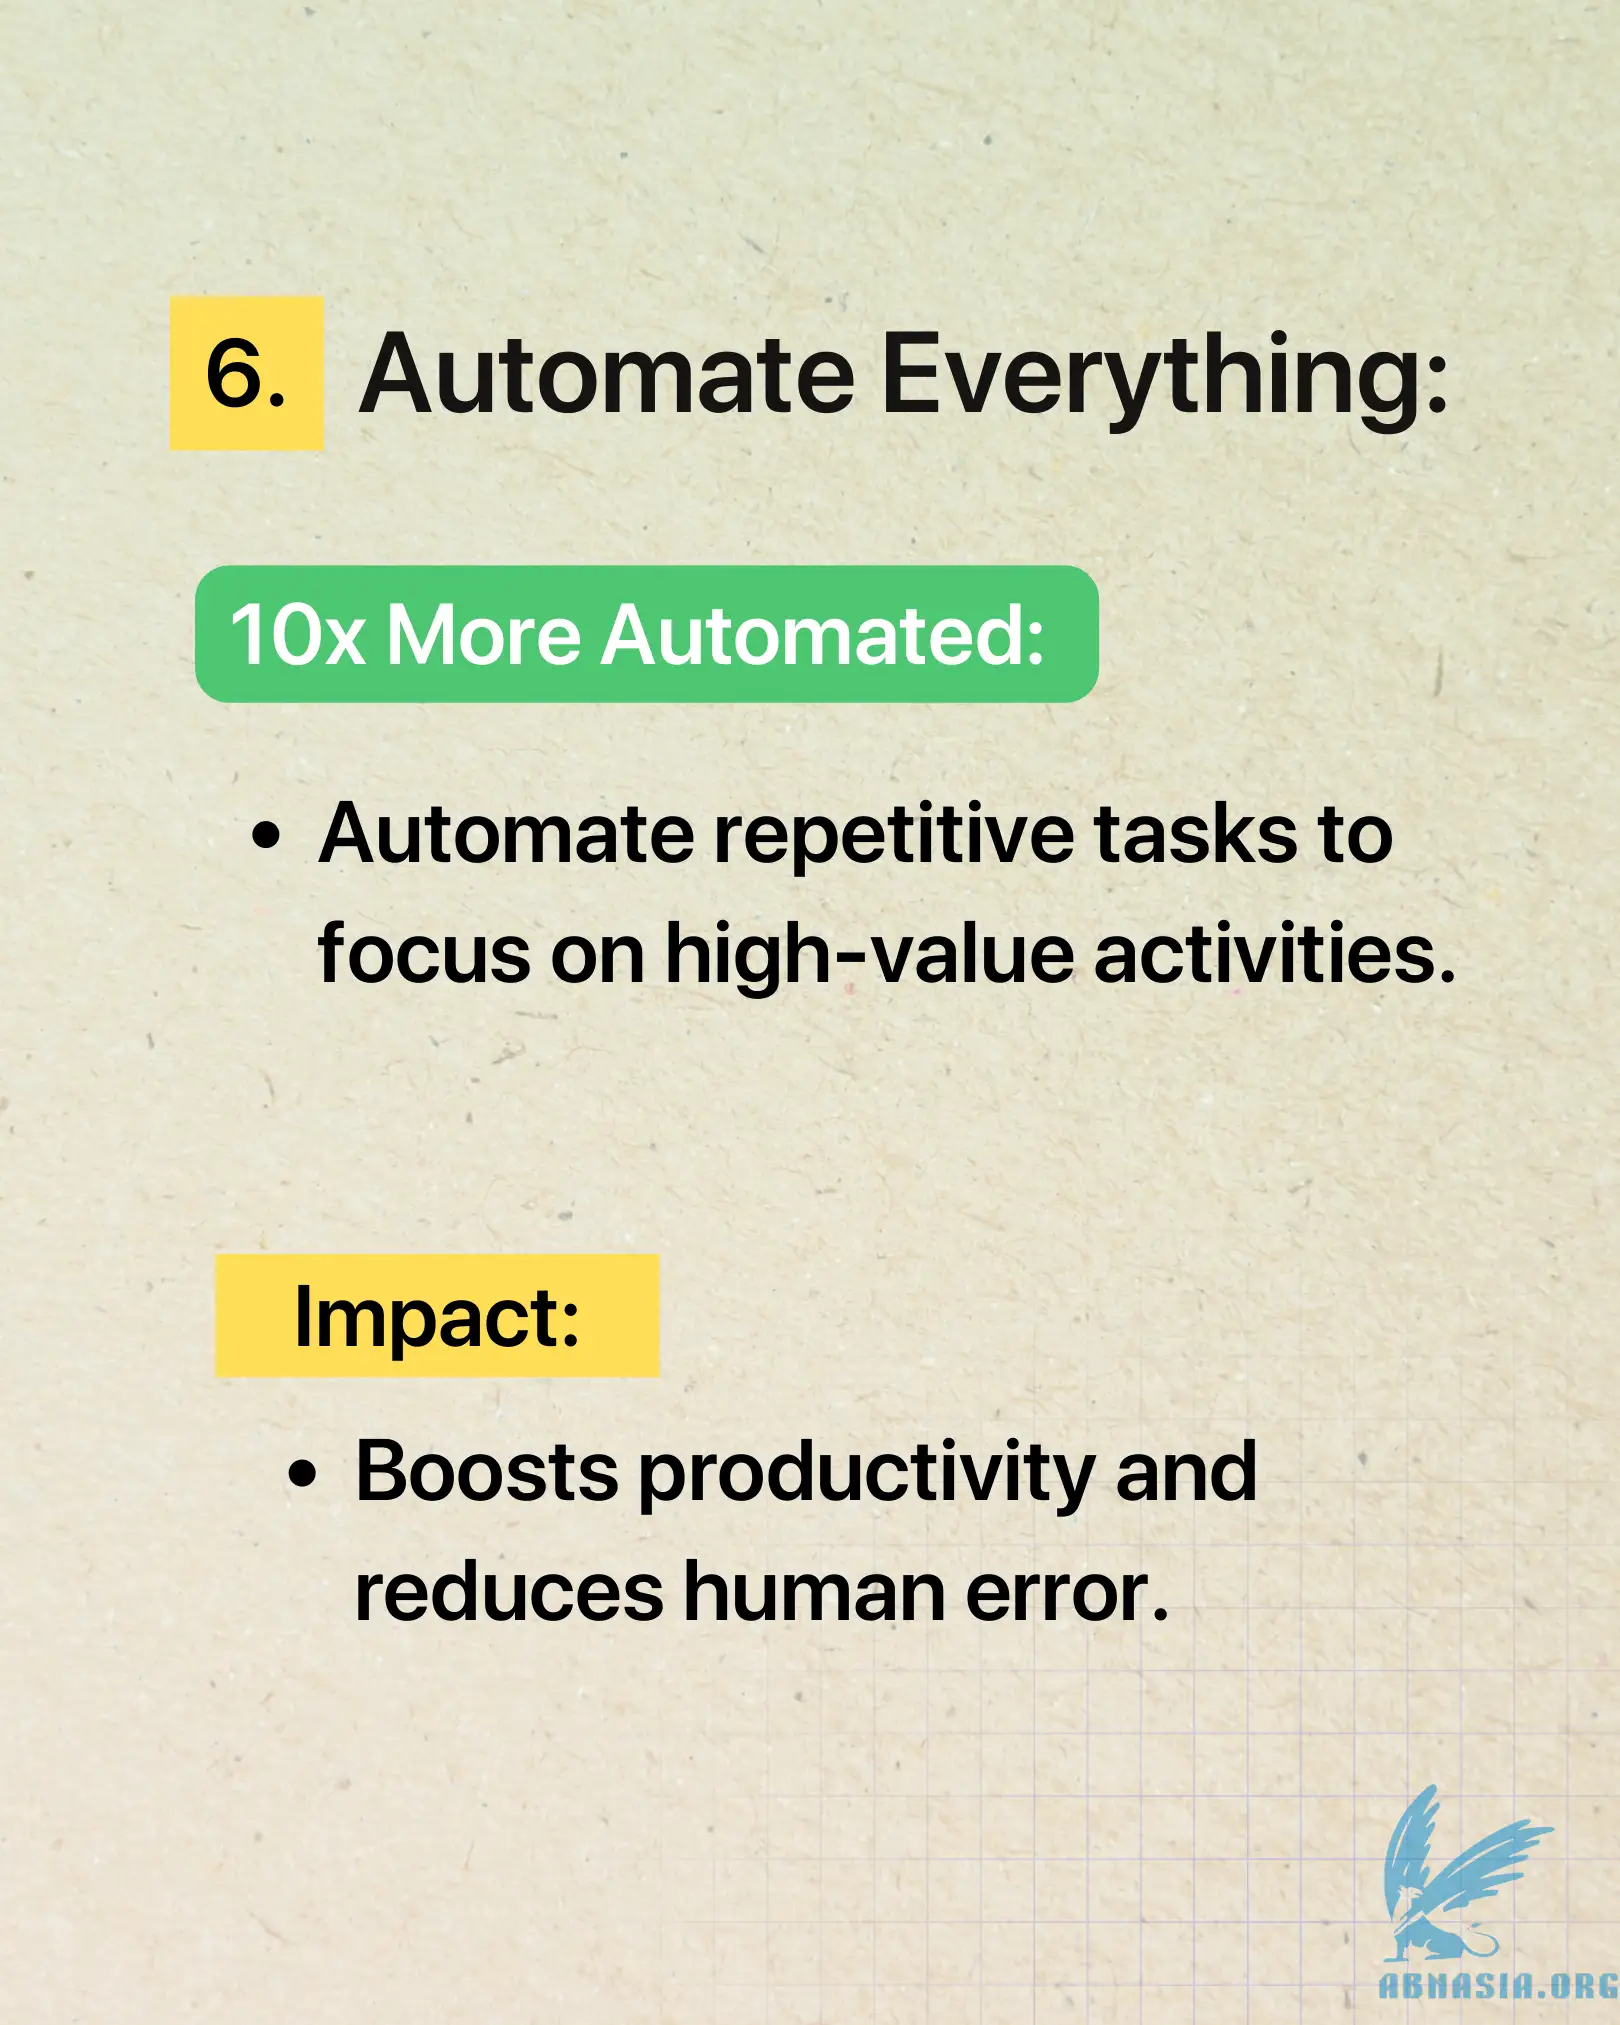 6. Automate Everything:
10x More Automated:
• Automate repetitive tasks to
focus on high-value activities.
Impact:
• Boosts productivity and
reduces human error.
ABNASIA.ORG